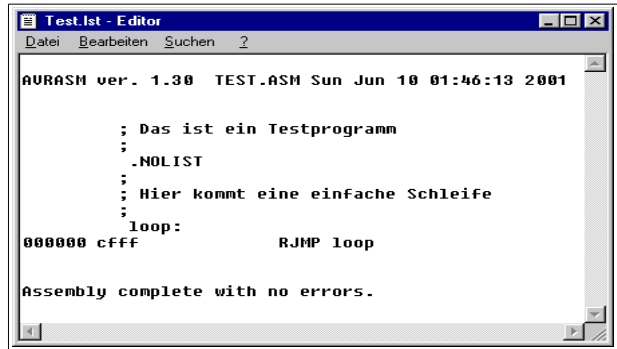 Test.lst - Editor
Datei Bearbeiten Suchen ?
AVRASM ver. 1.30 TEST.ASM Sun Jun 10 01:46:13 2001
; Das ist ein Testprogramm
;
.NOLIST
;
; Hier kommt eine einfache Schleife
;
loop:
000000 cfff RJMP loop
Assembly complete with no errors.